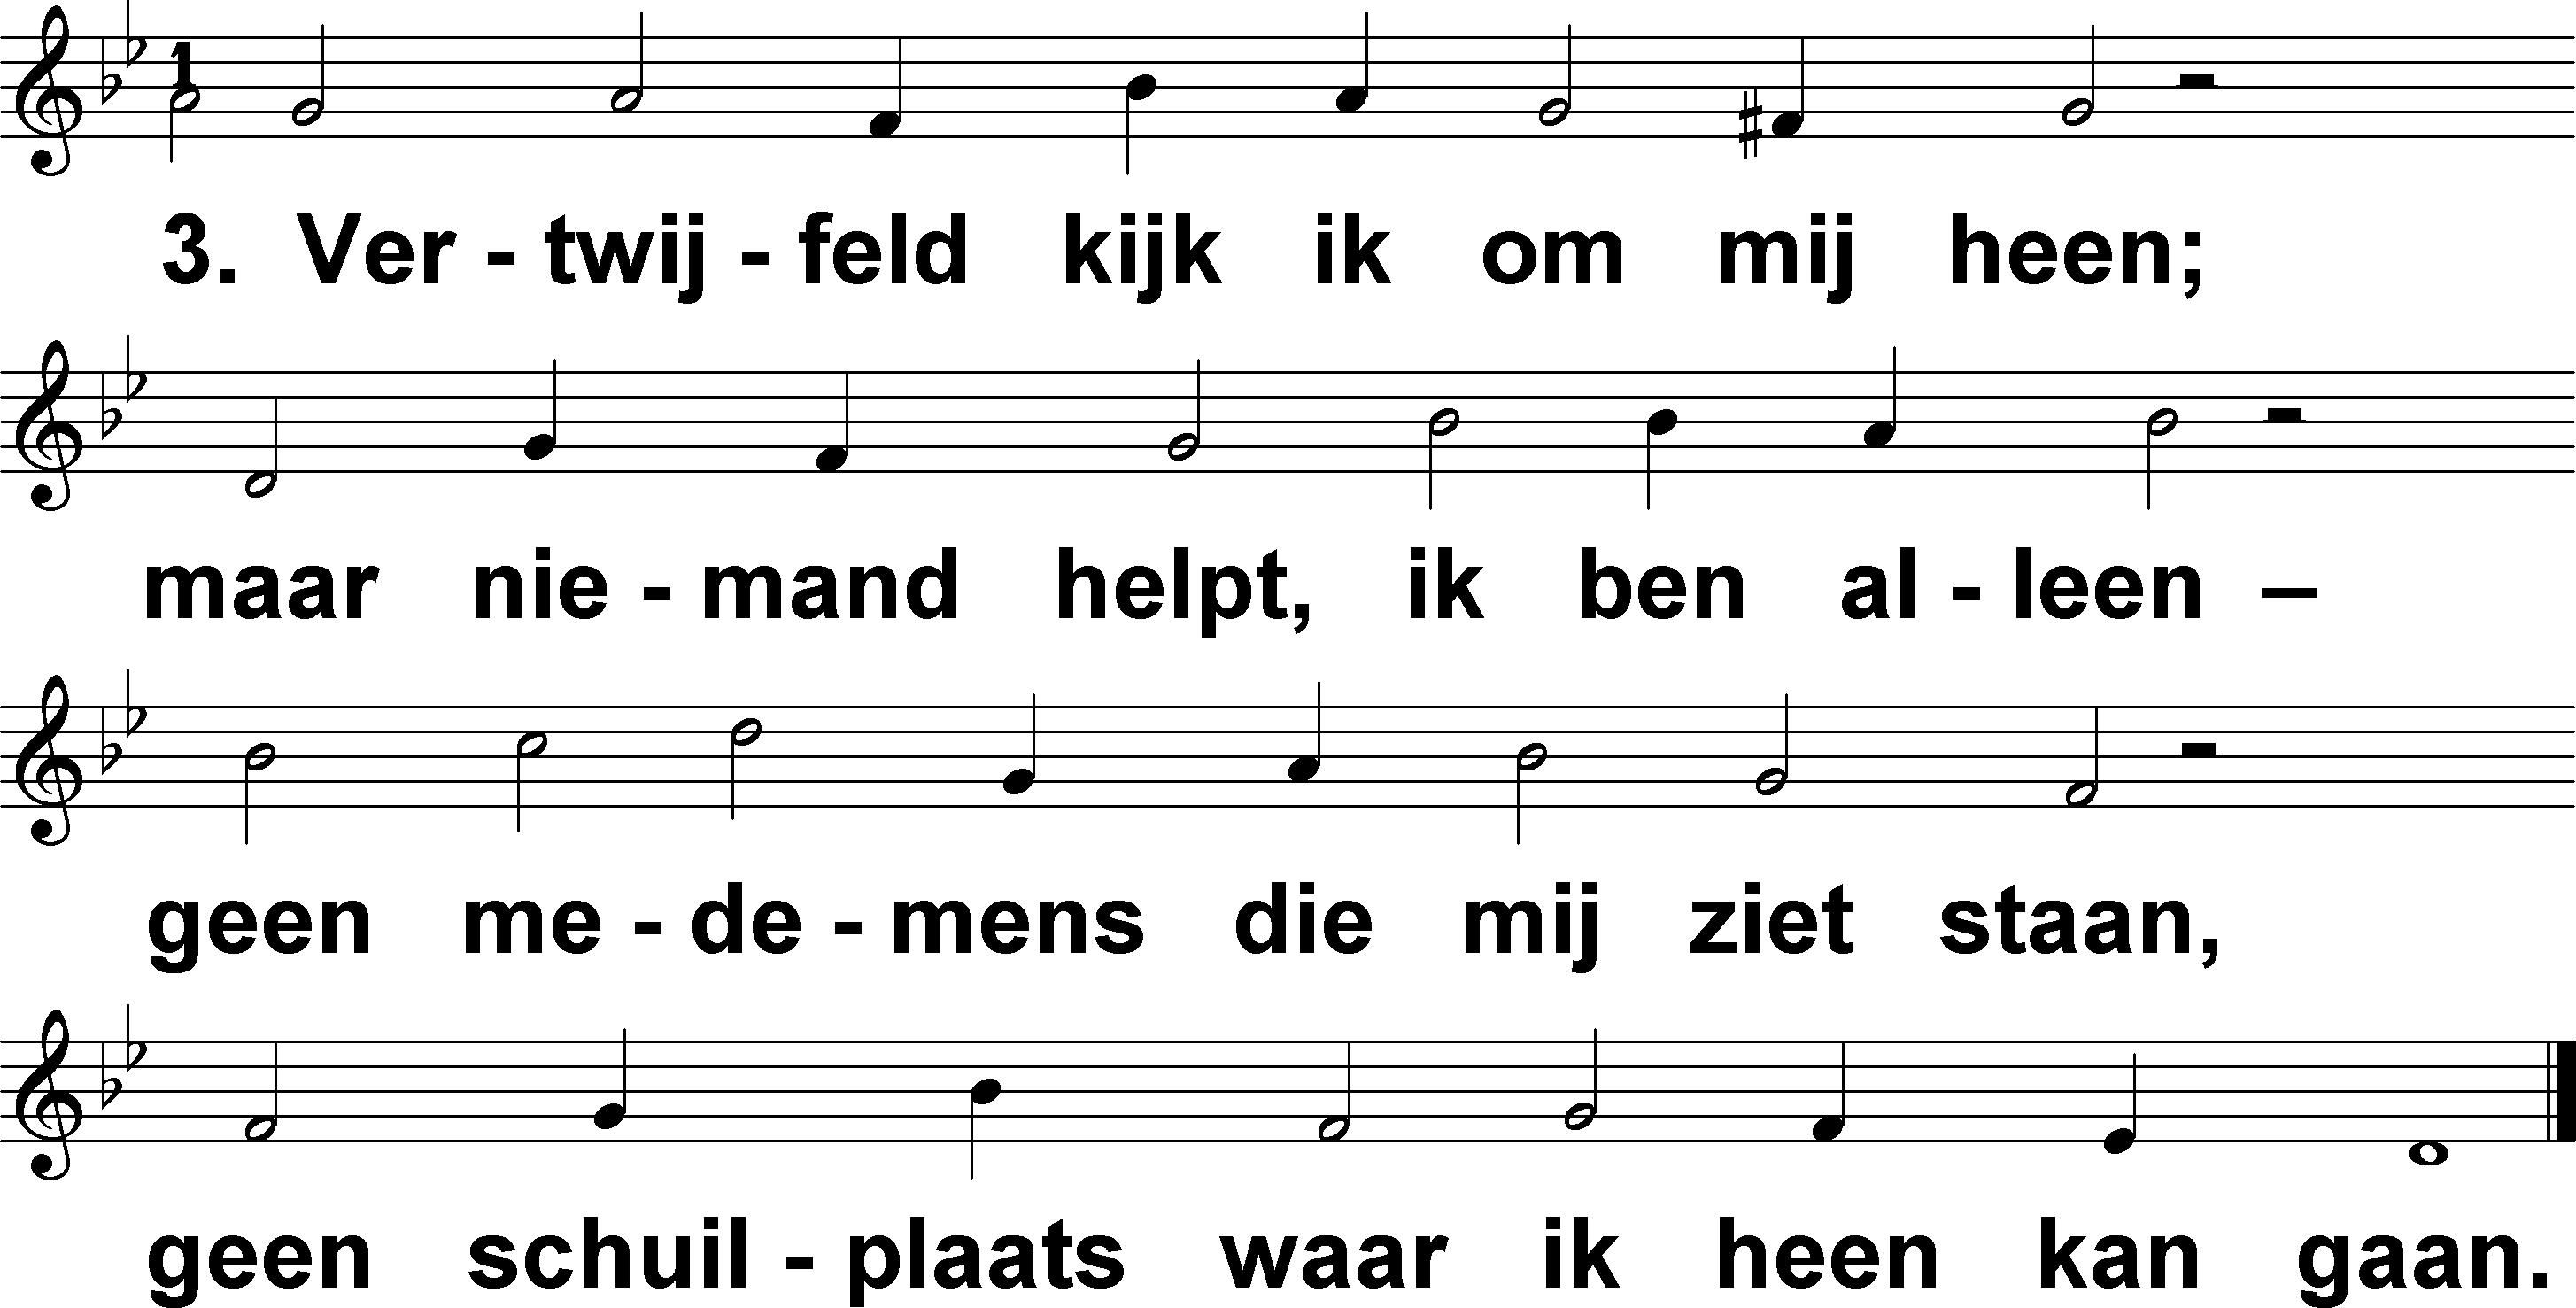 1
3. Ver - twij - feld kijk ik om mij heen;
maar nie - mand helpt, ik ben al - leen –
geen me - de - mens die mij ziet staan,
geen schuil - plaats waar ik heen kan gaan.